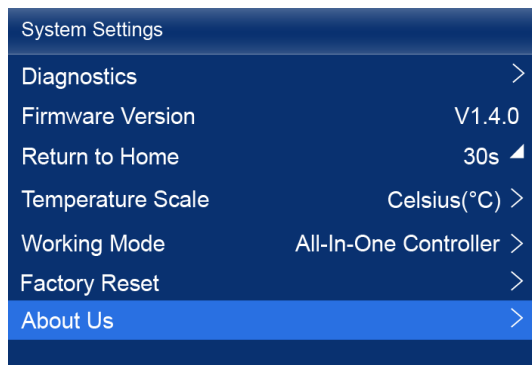 System Settings
Diagnostics >
Firmware Version V1.4.0
Return to Home 30s
Temperature Scale Celsius(°C) >
Working Mode All-In-One Controller >
Factory Reset >
About Us >